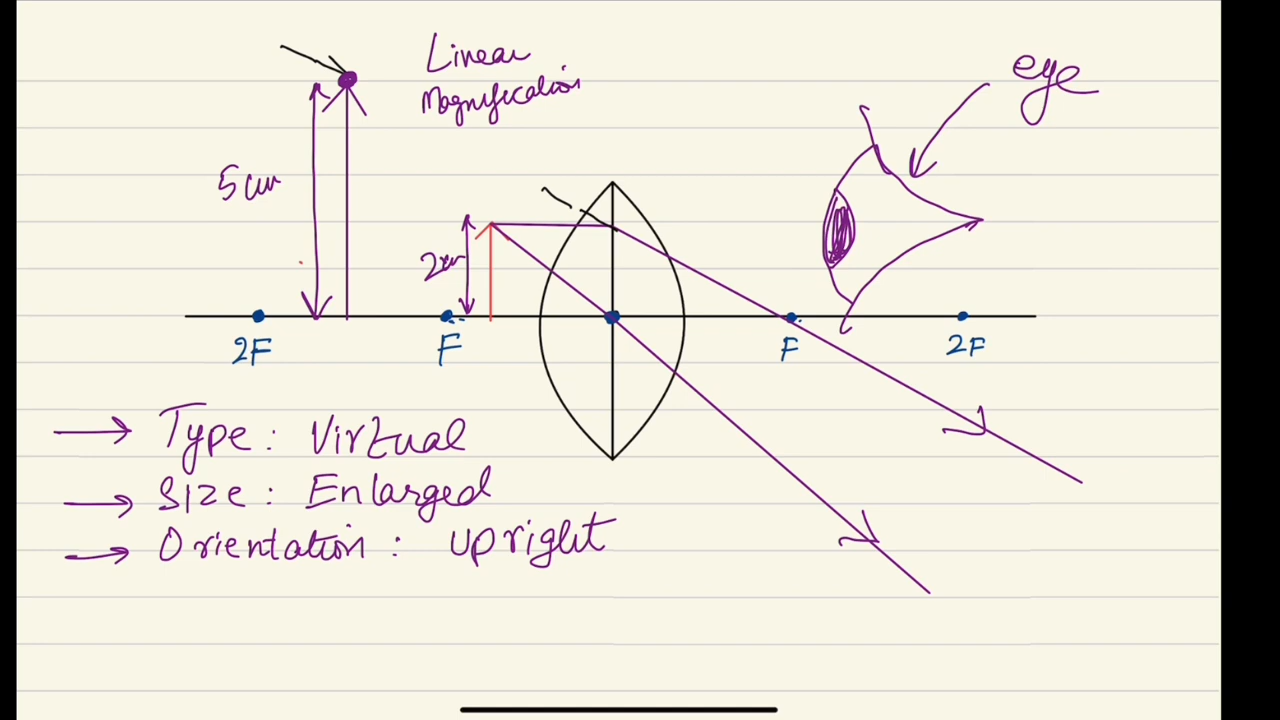 Linear
Magnification
eye
5cm
2cm
2F
F
F
2F
Type: Virtual
Size: Enlarged
Orientation: upright